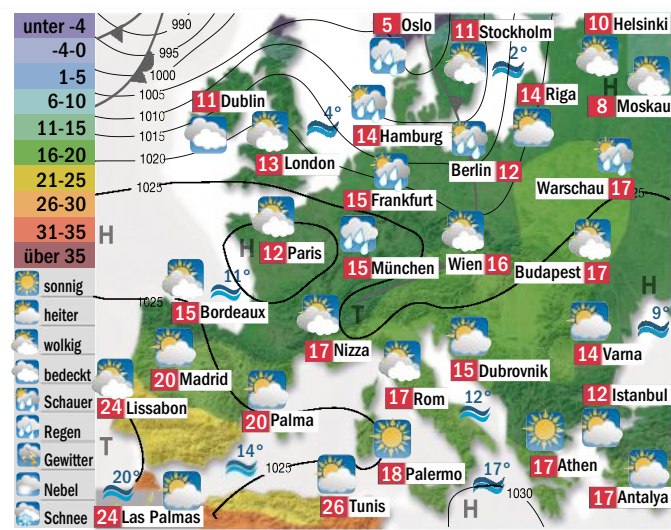 unter -4
-4-0
1-5
6-10
11-15
16-20
21-25
26-30
31-35
über 35
sonnig
heiter
wolkig
bedeckt
Schauer
Regen
Gewitter
Nebel
Schnee
990
995
1000
1005
1010
1015
1020
1025
5 Oslo
11 Stockholm
10 Helsinki
2°
H
8 Moskau
14 Riga
11 Dublin
4°
14 Hamburg
13 London
Berlin 12
Warschau 17
15 Frankfurt
25
H
H
12 Paris
15 München
Wien 16
Budapest 17
11°
H
1025
15 Bordeaux
T
9°
17 Nizza
15 Dubrovnik
14 Varna
20 Madrid
17 Rom
12 Istanbul
24 Lissabon
20 Palma
12°
T
14°
1025
18 Palermo
17 Athen
20°
17°
17 Antalya
24 Las Palmas
26 Tunis
H
1030